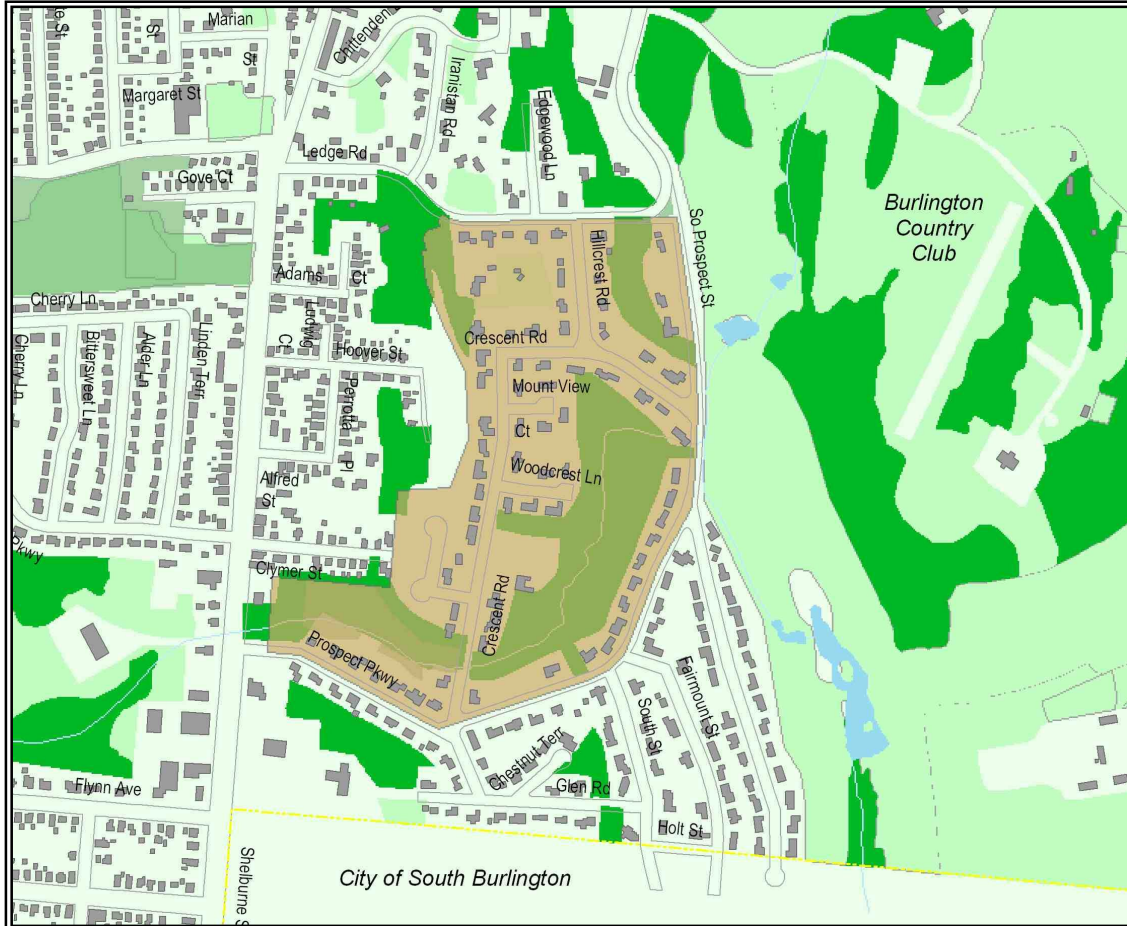 Marian
St
St
re St
Chittenden
Margaret St
Iranistan Rd
Edgewood Ln
Ledge Rd
Gove Ct
So Prospect St
Burlington
Country
Club
Hillcrest Rd
Adams
Ct
Cherry Ln
Ludwig
Ct
Hoover St
Crescent Rd
Cherry Ln
Bittersweet Ln
Alder Ln
Linden Terr
Perrotta
Pl
Mount View
Ct
Woodcrest Ln
Alfred
St
Pkwy
Clymer St
Crescent Rd
Prospect Pkwy
Fairmount St
South St
Chestnut Terr
Glen Rd
Flynn Ave
Holt St
Shelburne S
City of South Burlington